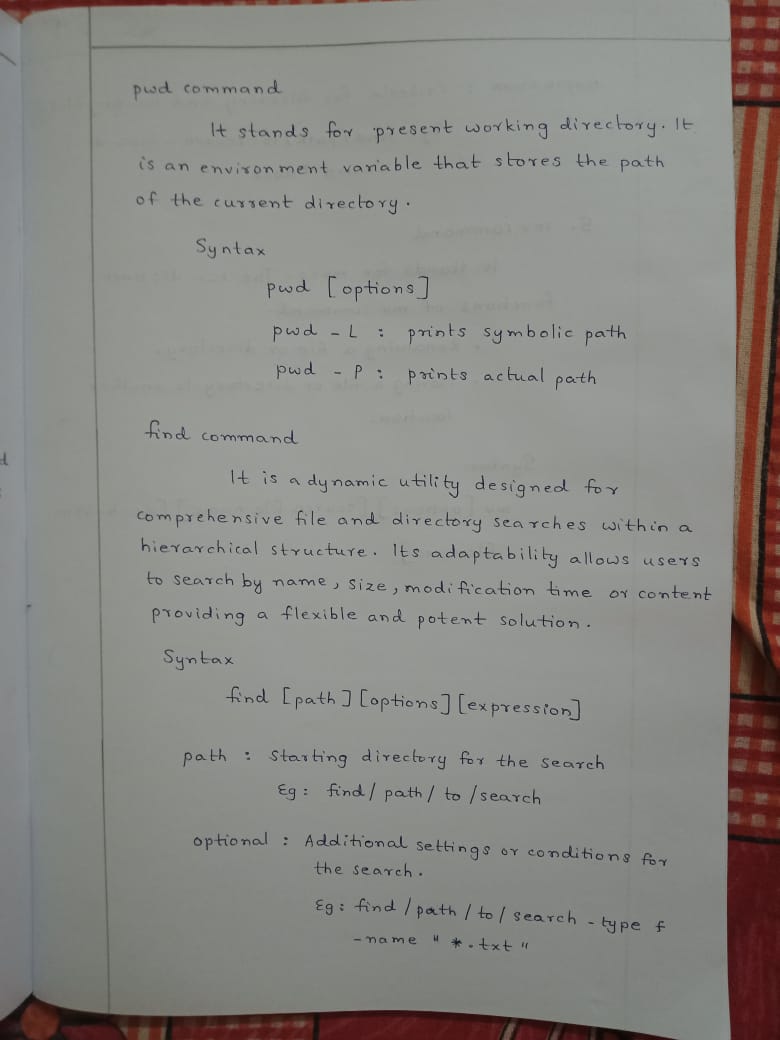 pwd command
It stands for present working directory. It
is an environment variable that stores the path
of the current directory.
Syntax
pwd [options]
pwd -L : prints symbolic path
pwd -P : prints actual path
find command
It is a dynamic utility designed for
comprehensive file and directory searches within a
hierarchical structure. Its adaptability allows users
to search by name, size, modification time or content
providing a flexible and potent solution.
Syntax
find [path] [options] [expression]
path : Starting directory for the search
Eg : find / path / to / search
optional : Additional settings or conditions for
the search.
Eg : find / path / to / search -type f
-name " *.txt "